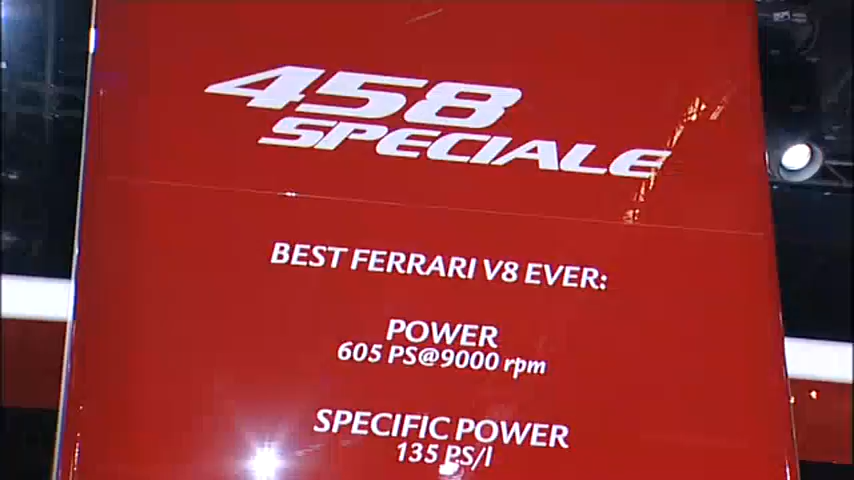 458
SPECIALE
BEST FERRARI V8 EVER:
POWER
605 PS@9000 rpm
SPECIFIC POWER
135 PS/l